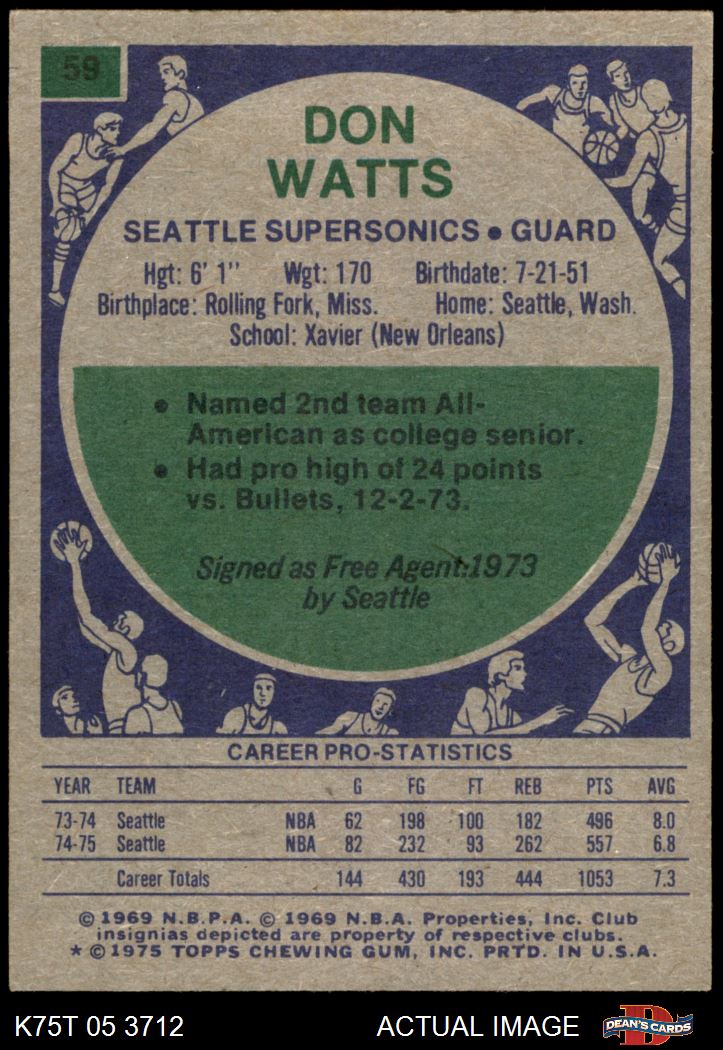 59
DON
WATTS
SEATTLE SUPERSONICS • GUARD
Hgt: 6' 1" Wgt: 170 Birthdate: 7-21-51
Birthplace: Rolling Fork, Miss. Home: Seattle, Wash.
School: Xavier (New Orleans)
• Named 2nd team All-
American as college senior.
• Had pro high of 24 points
vs. Bullets, 12-2-73.
Signed as Free Agent:1973
by Seattle
CAREER PRO-STATISTICS
YEAR TEAM G FG FT REB PTS AVG
73-74 Seattle NBA 62 198 100 182 496 8.0
74-75 Seattle NBA 82 232 93 262 557 6.8
Career Totals 144 430 193 444 1053 7.3
© 1969 N.B.P.A. © 1969 N.B.A. Properties, Inc. Club
insignias depicted are property of respective clubs.
* © 1975 TOPPS CHEWING GUM, INC. PRTD. IN U.S.A.
K75T 05 3712 ACTUAL IMAGE D DEAN'S CARDS